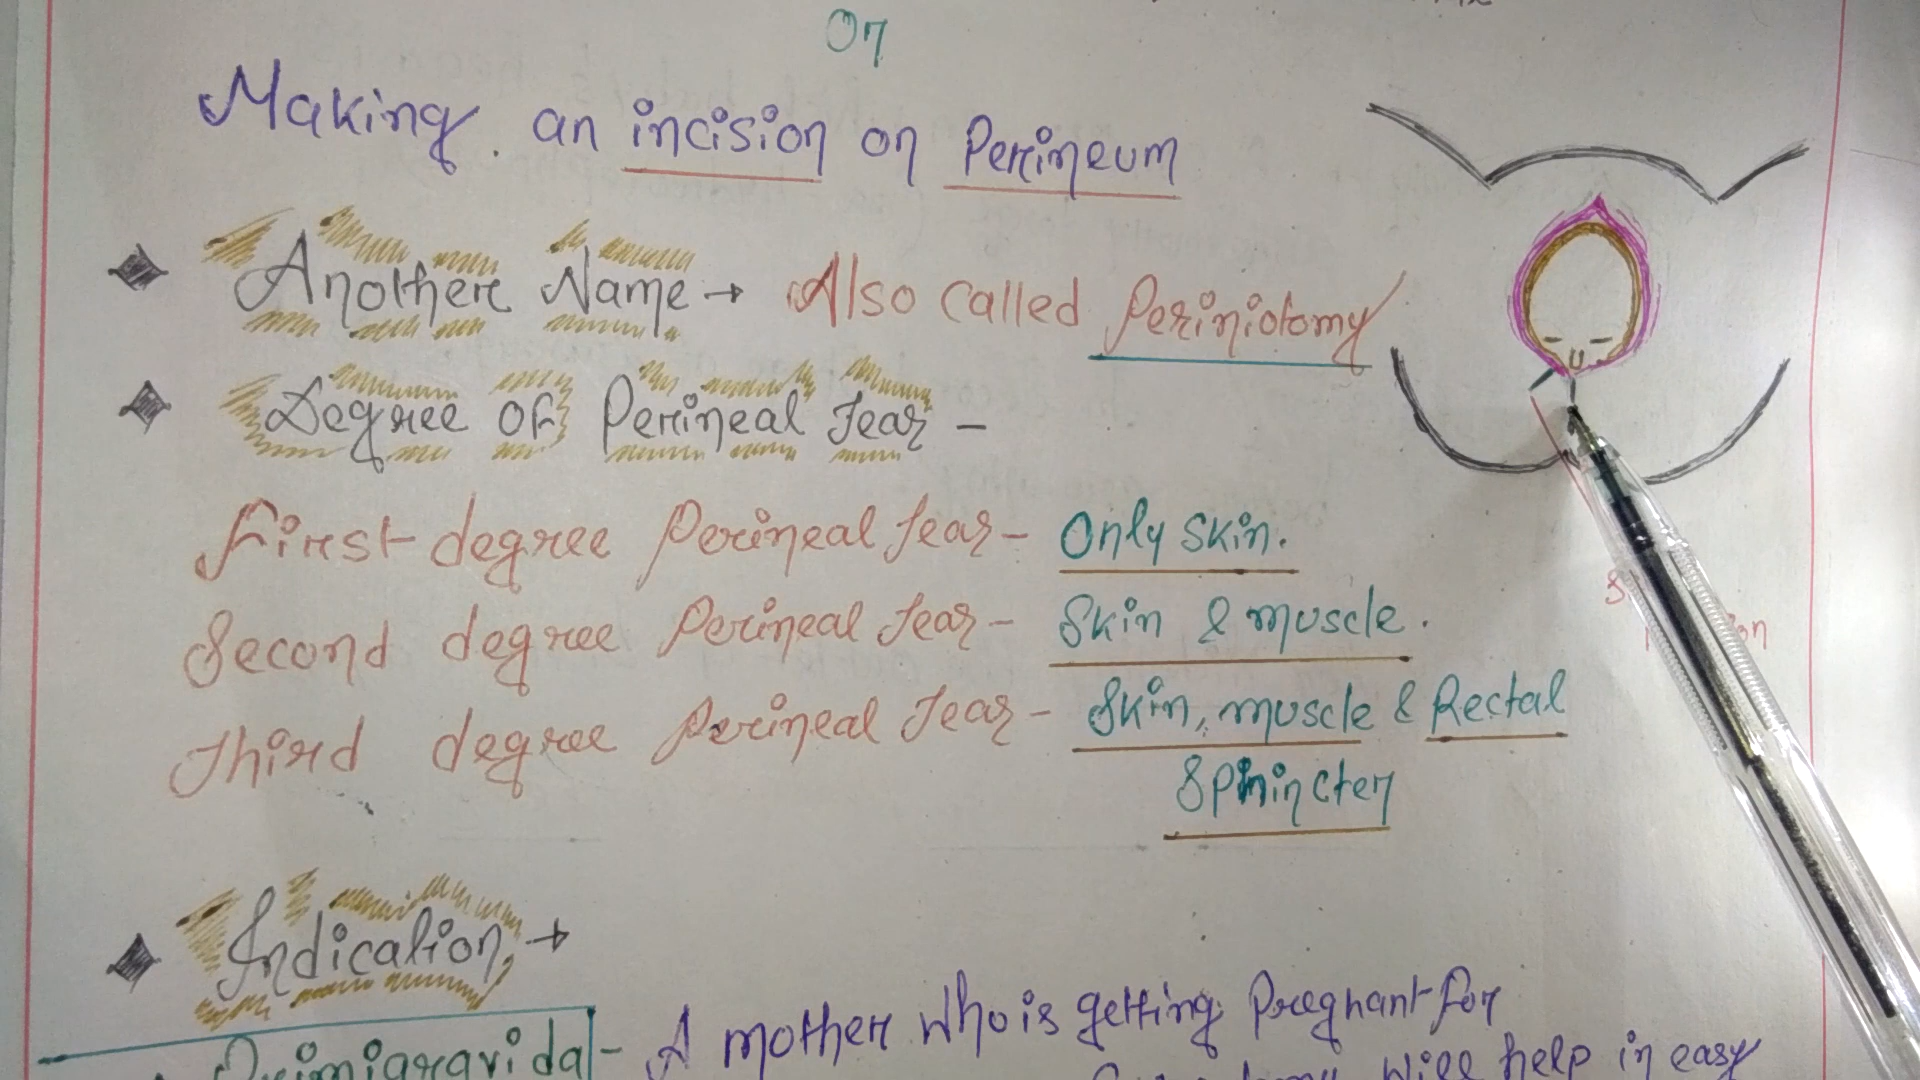 Or
Making an incision on Perineum
Another Name → Also called Periniotomy
Degree of Perineal Tear -
First degree Perineal Tear - Only skin.
Second degree Perineal Tear - Skin & muscle.
Third degree Perineal Tear - Skin, muscle & Rectal
Sphincter
Indication →
Primigravida - A mother who is getting Pregnant for
will help in easy